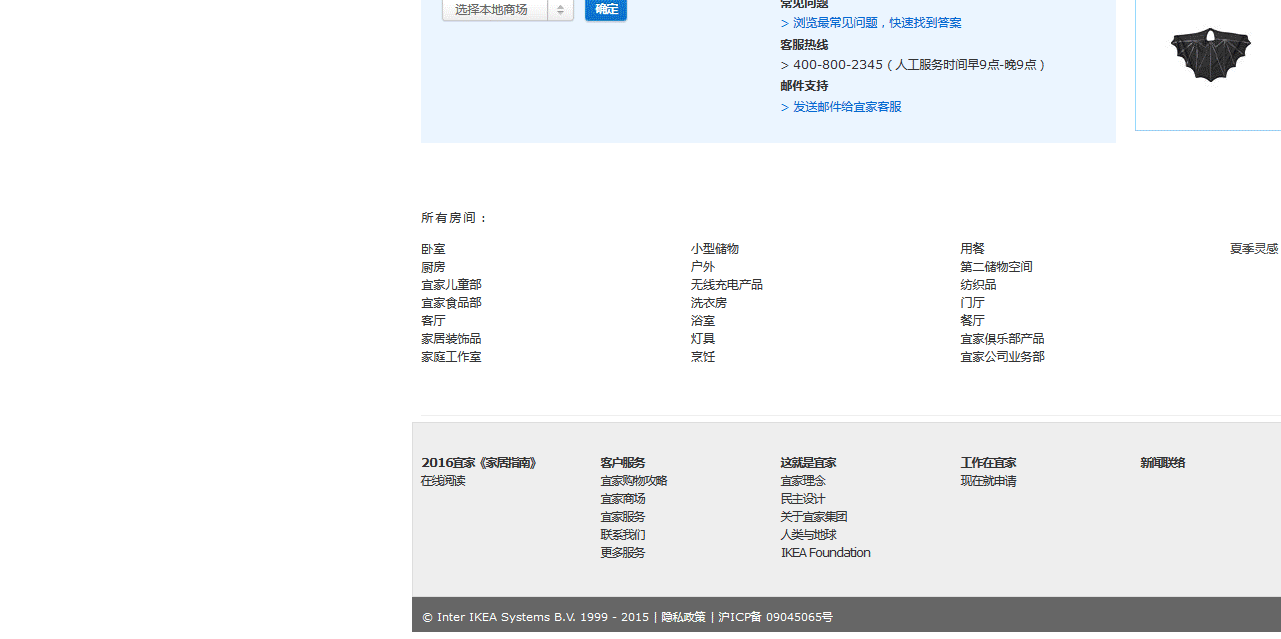 选择本地商场 确定
常见问题
> 浏览最常见问题，快速找到答案
客服热线
> 400-800-2345 ( 人工服务时间早9点-晚9点 )
邮件支持
> 发送邮件给宜家客服
所有房间：
卧室
厨房
宜家儿童部
宜家食品部
客厅
家居装饰品
家庭工作室
小型储物
户外
无线充电产品
洗衣房
浴室
灯具
烹饪
用餐
第二储物空间
纺织品
门厅
餐厅
宜家俱乐部产品
宜家公司业务部
夏季灵感
2016宜家《家居指南》
在线阅读
客户服务
宜家购物攻略
宜家商场
宜家服务
联系我们
更多服务
这就是宜家
宜家理念
民主设计
关于宜家集团
人类与地球
IKEA Foundation
工作在宜家
现在就申请
新闻联络
© Inter IKEA Systems B.V. 1999 - 2015 | 隐私政策 | 沪ICP备 09045065号